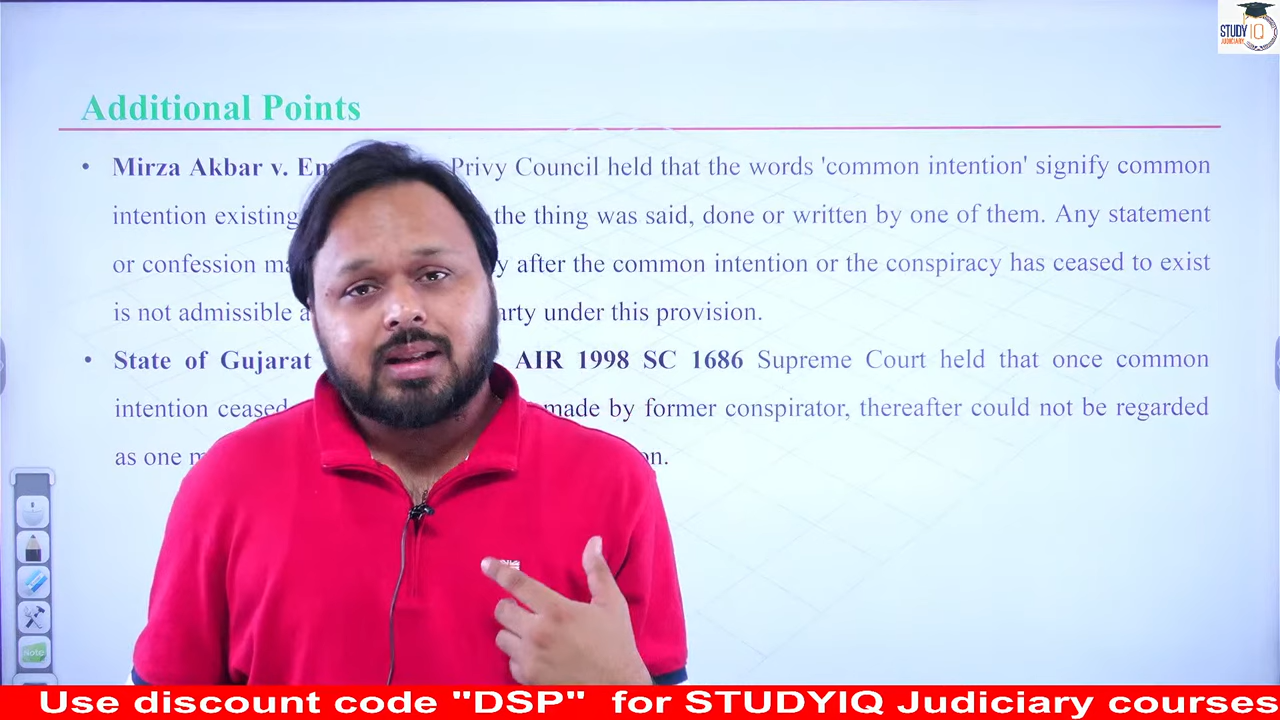 STUDY IQ
JUDICIARY
Additional Points
• Mirza Akbar v. Privy Council held that the words 'common intention' signify common
intention existing the thing was said, done or written by one of them. Any statement
or confession after the common intention or the conspiracy has ceased to exist
is not admissible under this provision.
• State of Gujarat AIR 1998 SC 1686 Supreme Court held that once common
intention ceased made by former conspirator, thereafter could not be regarded
as one
Note
Use discount code "DSP" for STUDYIQ Judiciary courses